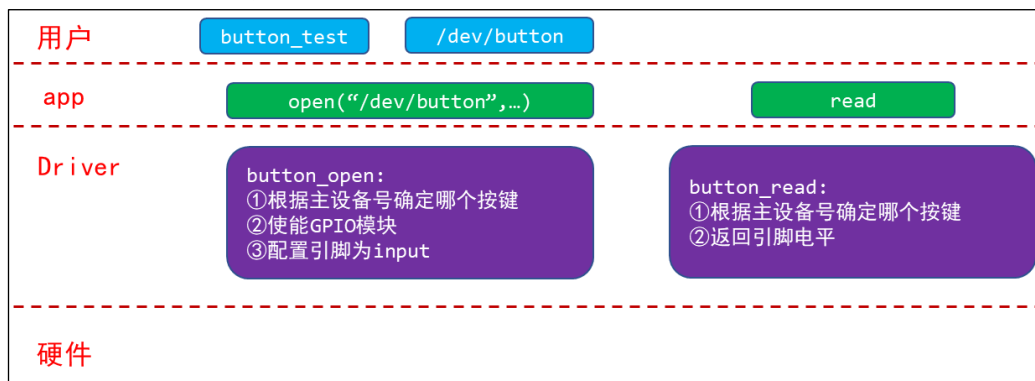 用户
button_test
/dev/button
app
open(“/dev/button”,…)
read
Driver
button_open:
①根据主设备号确定哪个按键
②使能GPIO模块
③配置引脚为input
button_read:
①根据主设备号确定哪个按键
②返回引脚电平
硬件